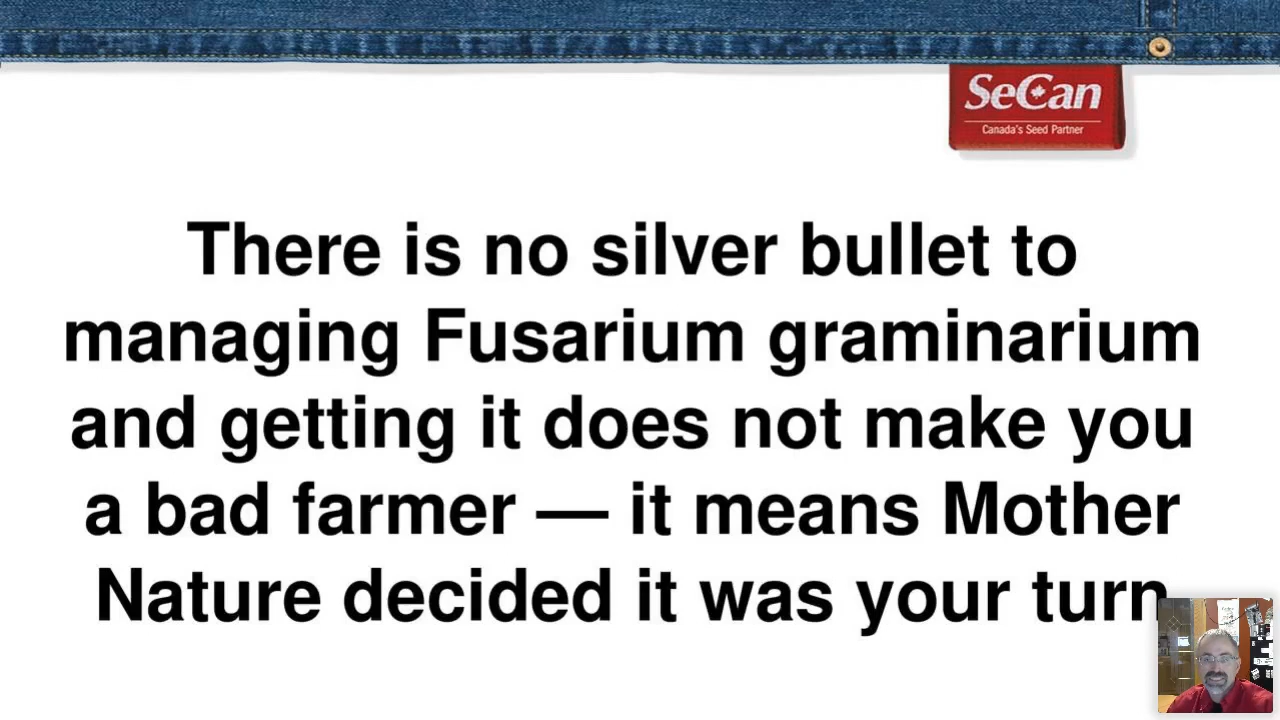 SeCan
Canada's Seed Partner
There is no silver bullet to
managing Fusarium graminarium
and getting it does not make you
a bad farmer — it means Mother
Nature decided it was your turn